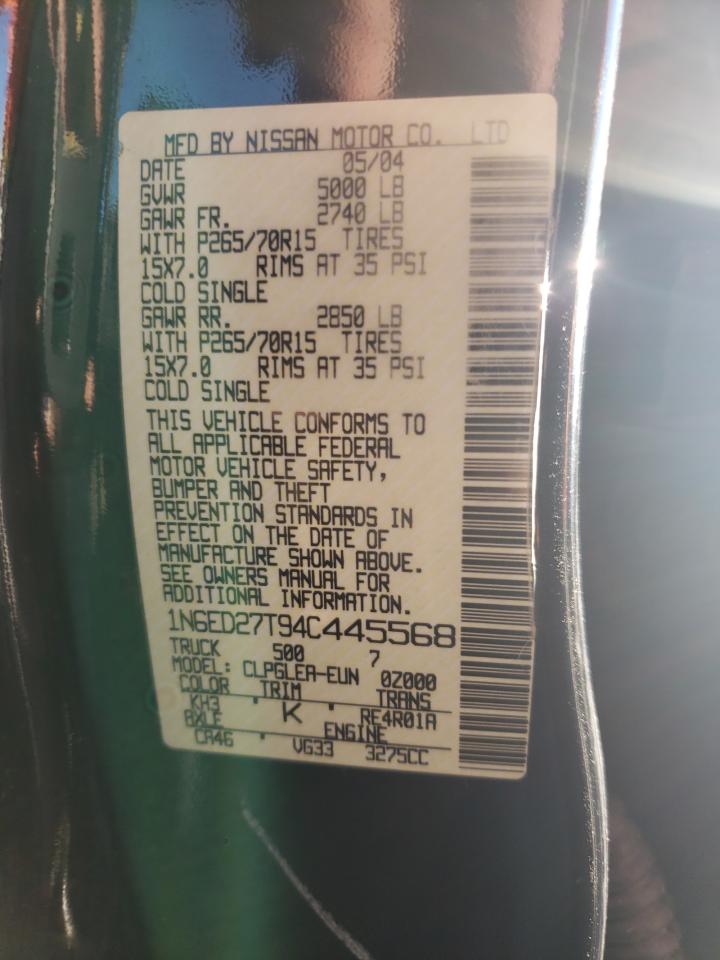 MFD BY NISSAN MOTOR CO. LTD
DATE 05/04
GVWR 5000 LB
GAWR FR. 2740 LB
WITH P265/70R15 TIRES
15X7.0 RIMS AT 35 PSI
COLD SINGLE
GAWR RR. 2850 LB
WITH P265/70R15 TIRES
15X7.0 RIMS AT 35 PSI
COLD SINGLE
THIS VEHICLE CONFORMS TO
ALL APPLICABLE FEDERAL
MOTOR VEHICLE SAFETY,
BUMPER AND THEFT
PREVENTION STANDARDS IN
EFFECT ON THE DATE OF
MANUFACTURE SHOWN ABOVE.
SEE OWNERS MANUAL FOR
ADDITIONAL INFORMATION.
1N6ED27T94C445568
TRUCK 500 7
MODEL: CLPGLEA-EUN 0Z000
COLOR TRIM TRANS
KH3 K RE4R01A
AXLE ENGINE
CA46 VG33 3275CC